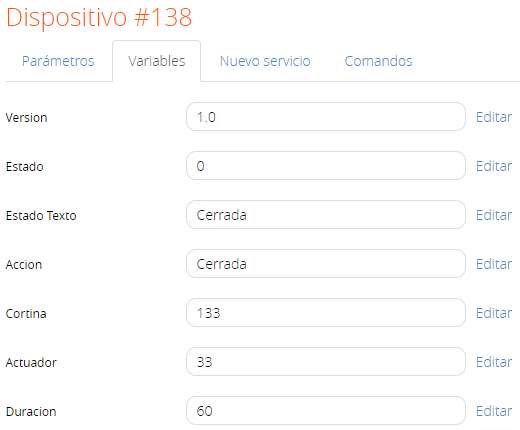 Dispositivo #138
Parámetros Variables Nuevo servicio Comandos
Version 1.0 Editar
Estado 0 Editar
Estado Texto Cerrada Editar
Accion Cerrada Editar
Cortina 133 Editar
Actuador 33 Editar
Duracion 60 Editar